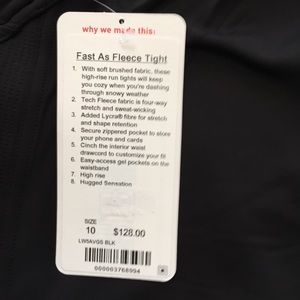 why we made this:
Fast As Fleece Tight
1. With soft brushed fabric, these
high-rise run tights will keep
you cozy when you're dashing
through snowy weather
2. Tech Fleece fabric is four-way
stretch and sweat-wicking
3. Added Lycra® fibre for stretch
and shape retention
4. Secure zippered pocket to store
your phone and cards
5. Cinch the interior waist
drawcord to customize your fit
6. Easy-access gel pockets on the
waistband
7. High rise
8. Hugged Sensation
SIZE
10 $128.00
LW5AVGS BLK
000003768994